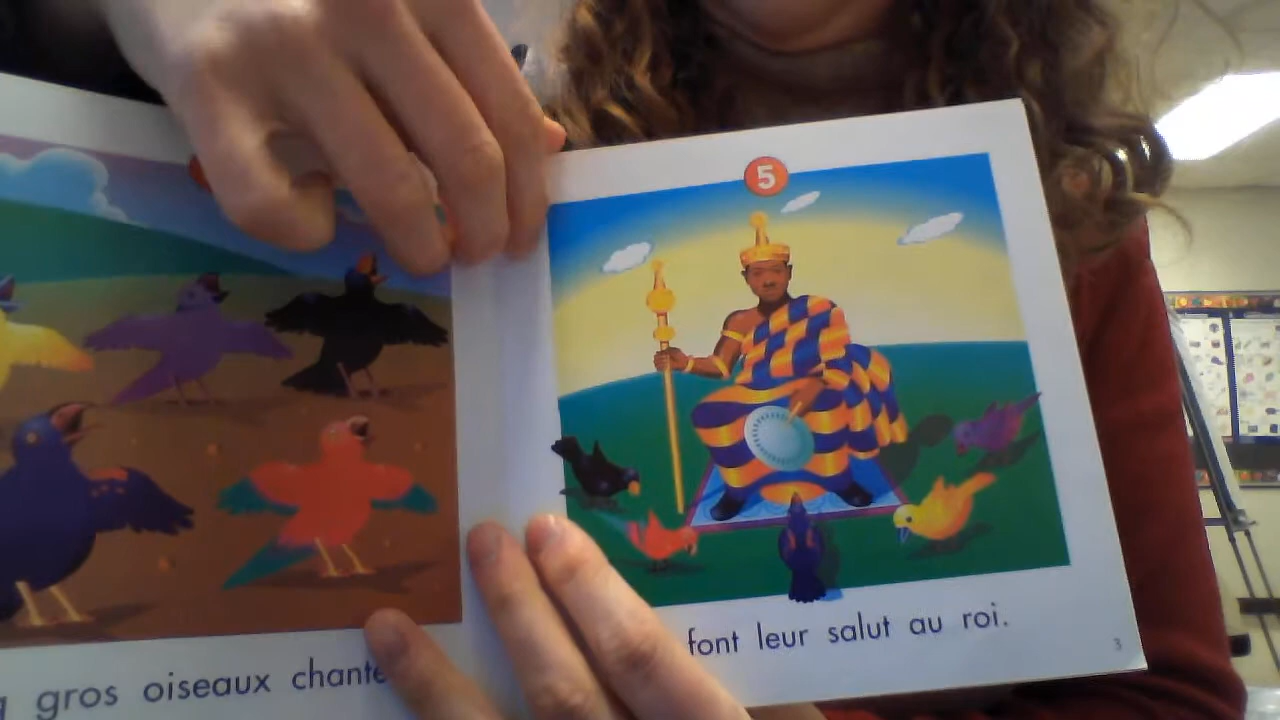 5
gros oiseaux chante
font leur salut au roi.
3